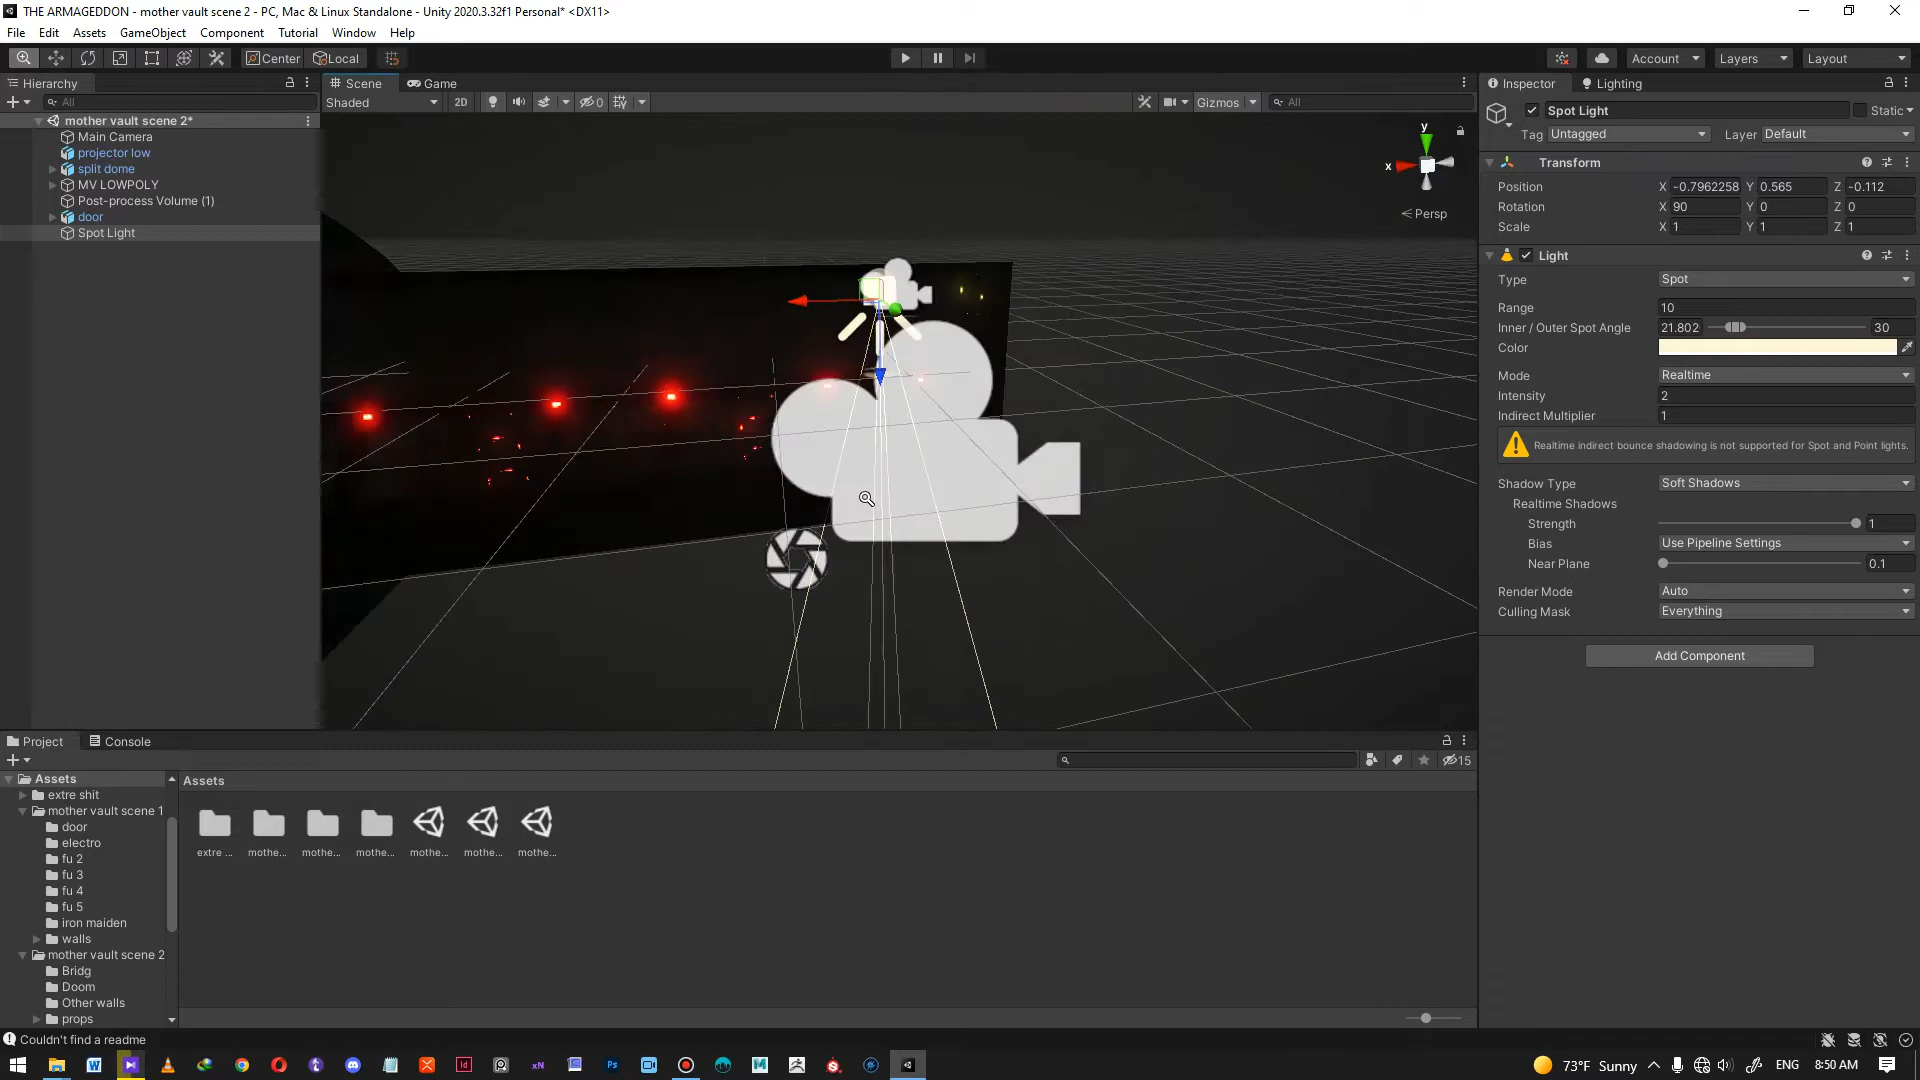 THE ARMAGEDDON - mother vault scene 2 - PC, Mac & Linux Standalone - Unity 2020.3.32f1 Personal* <DX11>
File Edit Assets GameObject Component Tutorial Window Help
Center Local Account Layers Layout
Hierarchy
All
mother vault scene 2*
Main Camera
projector low
split dome
MV LOWPOLY
Post-process Volume (1)
door
Spot Light
Scene Game
Shaded 2D 0 Gizmos All
y
x
Persp
Inspector Lighting
Spot Light Static
Tag Untagged Layer Default
Transform
Position X -0.7962258 Y 0.565 Z -0.112
Rotation X 90 Y 0 Z 0
Scale X 1 Y 1 Z 1
Light
Type Spot
Range 10
Inner / Outer Spot Angle 21.802 30
Color
Mode Realtime
Intensity 2
Indirect Multiplier 1
Realtime indirect bounce shadowing is not supported for Spot and Point lights.
Shadow Type Soft Shadows
Realtime Shadows
Strength 1
Bias Use Pipeline Settings
Near Plane 0.1
Render Mode Auto
Culling Mask Everything
Add Component
Project Console
15
Assets
extre shit
mother vault scene 1
door
electro
fu 2
fu 3
fu 4
fu 5
iron maiden
walls
mother vault scene 2
Bridg
Doom
Other walls
props
Assets
extre ... mothe... mothe... mothe... mothe... mothe... mothe...
Couldn't find a readme
73°F Sunny ENG 8:50 AM